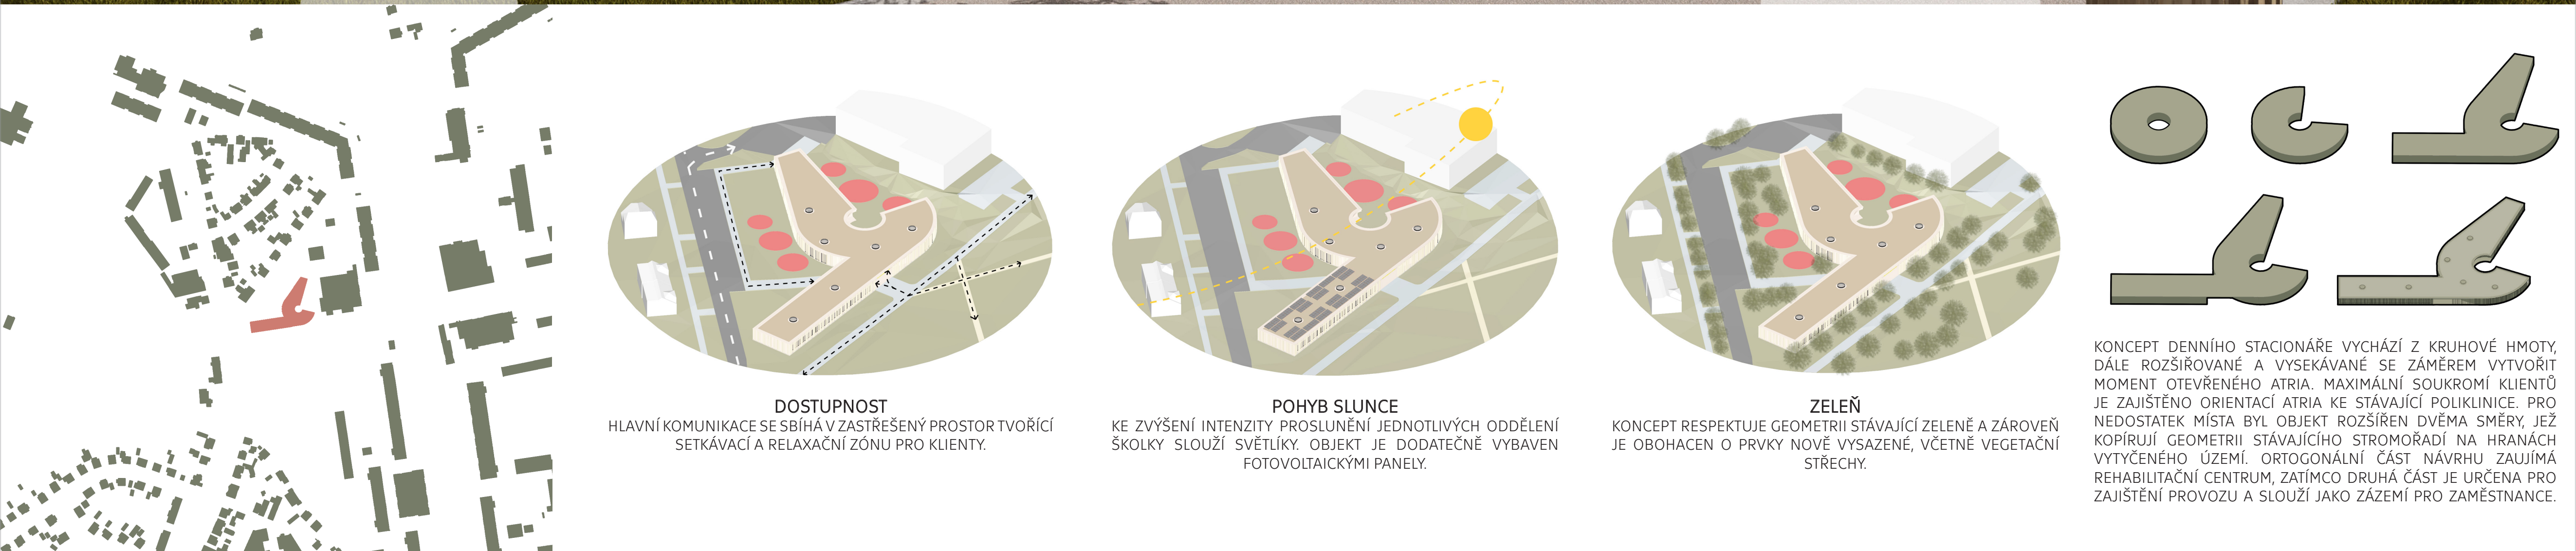 DOSTUPNOST
HLAVNÍ KOMUNIKACE SE SBÍHÁ V ZASTŘEŠENÝ PROSTOR TVOŘÍCÍ
SETKÁVACÍ A RELAXAČNÍ ZÓNU PRO KLIENTY.
POHYB SLUNCE
KE ZVÝŠENÍ INTENZITY PROSLUNĚNÍ JEDNOTLIVÝCH ODDĚLENÍ
ŠKOLKY SLOUŽÍ SVĚTLÍKY. OBJEKT JE DODATEČNĚ VYBAVEN
FOTOVOLTAICKÝMI PANELY.
ZELEŇ
KONCEPT RESPEKTUJE GEOMETRII STÁVAJÍCÍ ZELENĚ A ZÁROVEŇ
JE OBOHACEN O PRVKY NOVĚ VYSAZENÉ, VČETNĚ VEGETAČNÍ
STŘECHY.
KONCEPT DENNÍHO STACIONÁŘE VYCHÁZÍ Z KRUHOVÉ HMOTY,
DÁLE ROZŠIŘOVANÉ A VYSEKÁVANÉ SE ZÁMĚREM VYTVOŘIT
MOMENT OTEVŘENÉHO ATRIA. MAXIMÁLNÍ SOUKROMÍ KLIENTŮ
JE ZAJIŠTĚNO ORIENTACÍ ATRIA KE STÁVAJÍCÍ POLIKLINICE. PRO
NEDOSTATEK MÍSTA BYL OBJEKT ROZŠÍŘEN DVĚMA SMĚRY, JEŽ
KOPÍRUJÍ GEOMETRII STÁVAJÍCÍHO STROMOŘADÍ NA HRANÁCH
VYTYČENÉHO ÚZEMÍ. ORTOGONÁLNÍ ČÁST NÁVRHU ZAUJÍMÁ
REHABILITAČNÍ CENTRUM, ZATÍMCO DRUHÁ ČÁST JE URČENA PRO
ZAJIŠTĚNÍ PROVOZU A SLOUŽÍ JAKO ZÁZEMÍ PRO ZAMĚSTNANCE.